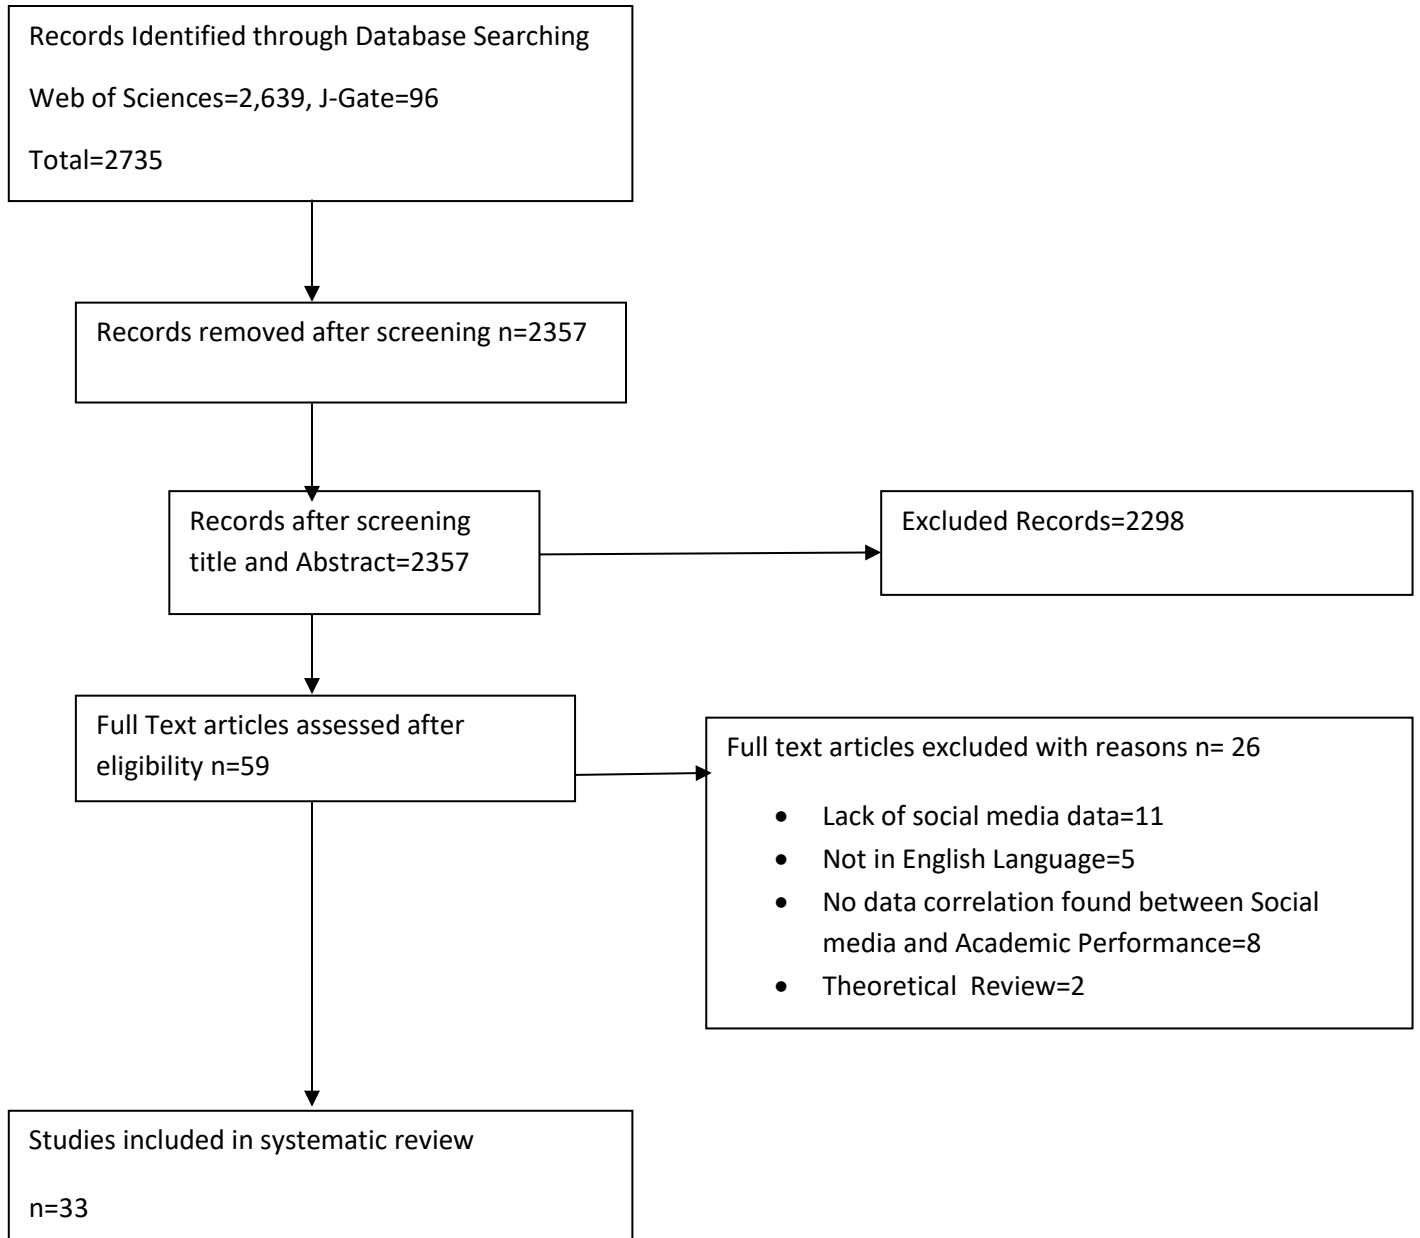 Records Identified through Database Searching
Web of Sciences=2,639, J-Gate=96
Total=2735
Records removed after screening n=2357
Records after screening
title and Abstract=2357
Excluded Records=2298
Full Text articles assessed after
eligibility n=59
Full text articles excluded with reasons n= 26
• Lack of social media data=11
• Not in English Language=5
• No data correlation found between Social
media and Academic Performance=8
• Theoretical  Review=2
Studies included in systematic review
n=33